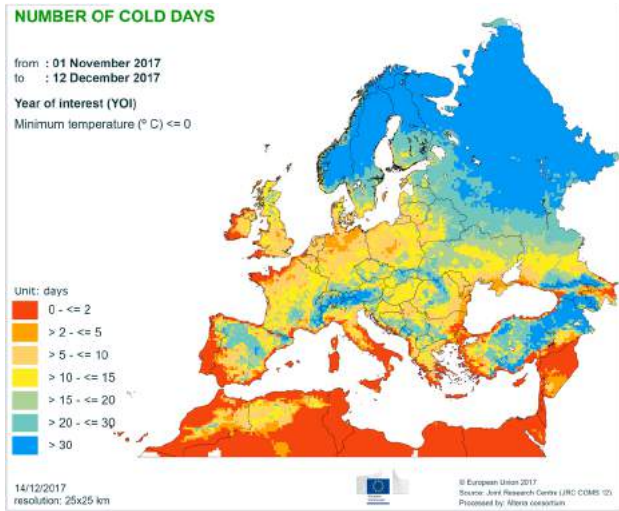 NUMBER OF COLD DAYS
from : 01 November 2017
to : 12 December 2017
Year of interest (YOI)
Minimum temperature (º C) <= 0
Unit: days
0 - <= 2
> 2 - <= 5
> 5 - <= 10
> 10 - <= 15
> 15 - <= 20
> 20 - <= 30
> 30
14/12/2017
resolution: 25x25 km
© European Union 2017
Source: Joint Research Centre (JRC COMS 12)
Processed by: Alterra consortium